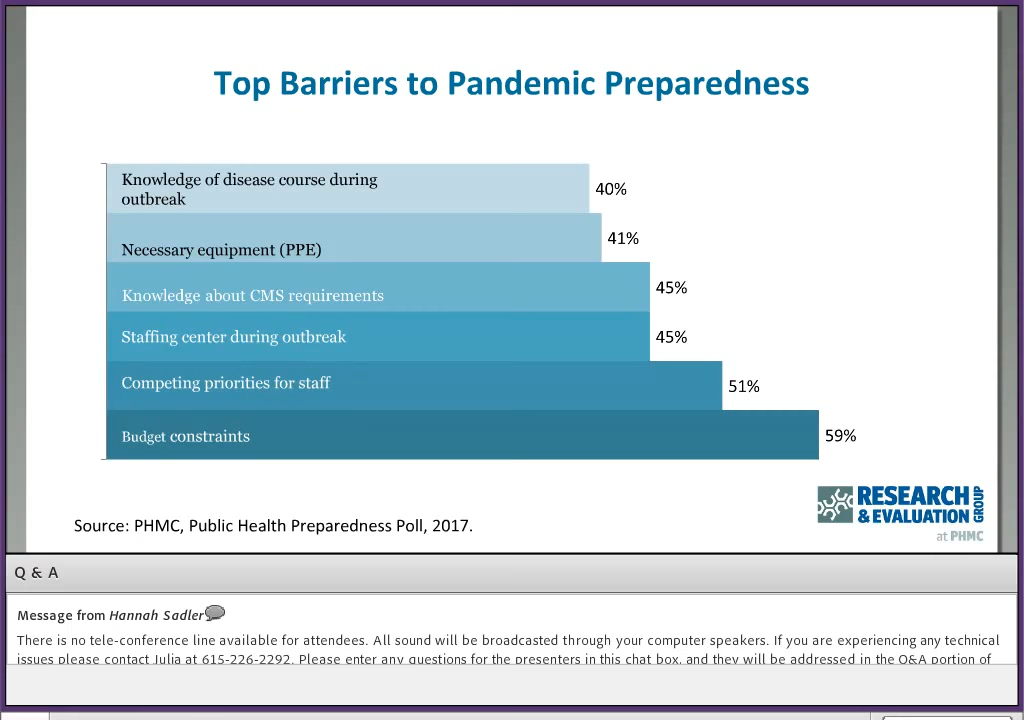 Top Barriers to Pandemic Preparedness
Knowledge of disease course during
outbreak
40%
Necessary equipment (PPE)
41%
Knowledge about CMS requirements
45%
Staffing center during outbreak
45%
Competing priorities for staff
51%
Budget constraints
59%
Source: PHMC, Public Health Preparedness Poll, 2017.
RESEARCH
& EVALUATION
GROUP
at PHMC
Q & A
Message from Hannah Sadler
There is no tele-conference line available for attendees. All sound will be broadcasted through your computer speakers. If you are experiencing any technical
issues please contact Julia at 615-226-2292. Please enter any questions for the presenters in this chat box, and they will be addressed in the Q&A portion of